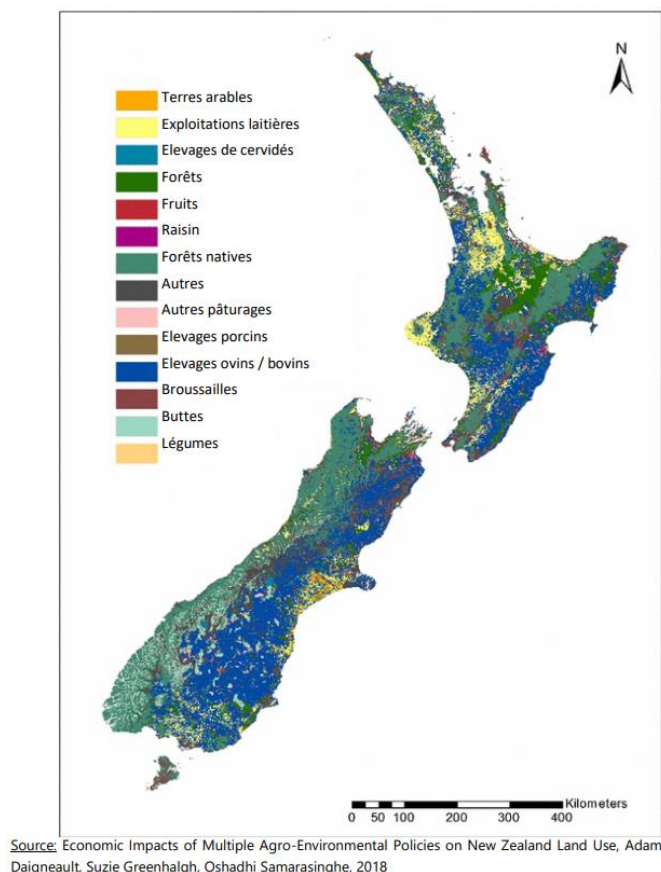 N
Terres arables
Exploitations laitières
Elevages de cervidés
Forêts
Fruits
Raisin
Forêts natives
Autres
Autres pâturages
Elevages porcins
Elevages ovins / bovins
Broussailles
Buttes
Légumes
Kilometers
0 50 100 200 300 400
Source: Economic Impacts of Multiple Agro-Environmental Policies on New Zealand Land Use, Adam
Daigneault, Suzie Greenhalgh, Oshadhi Samarasinghe, 2018